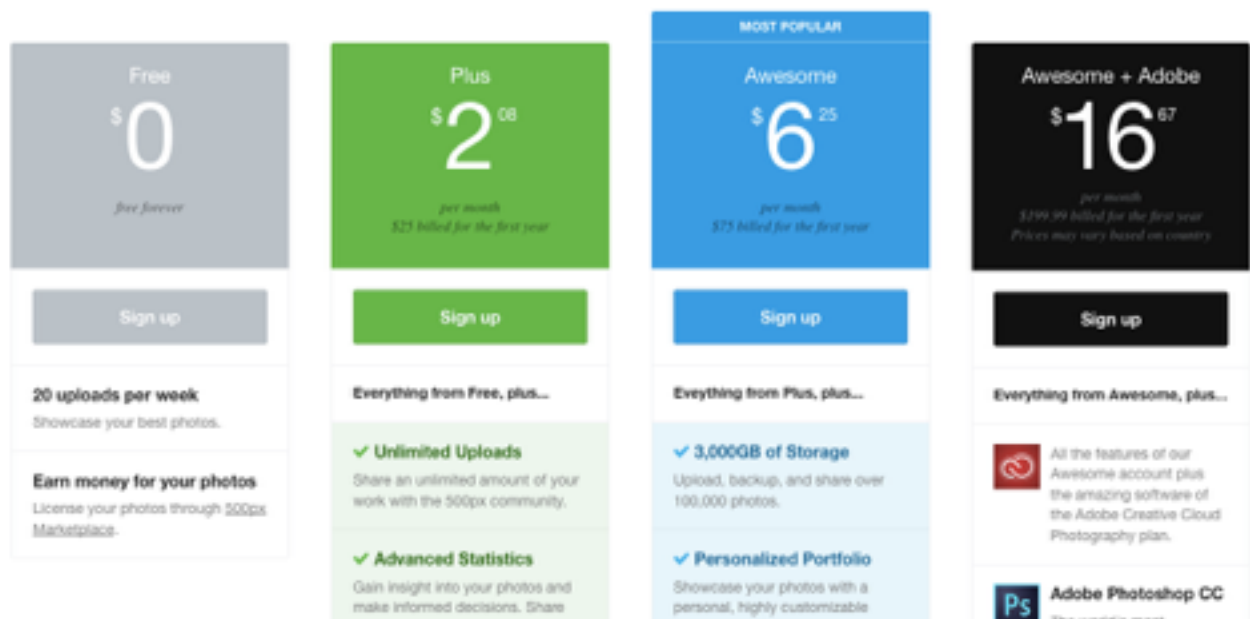 Free
$0
free forever
Sign up
20 uploads per week
Showcase your best photos.
Earn money for your photos
License your photos through 500px
Marketplace.
Plus
$2 08
per month
$25 billed for the first year
Sign up
Everything from Free, plus...
Unlimited Uploads
Share an unlimited amount of your
work with the 500px community.
Advanced Statistics
Gain insight into your photos and
make informed decisions. Share
MOST POPULAR
Awesome
$6 25
per month
$75 billed for the first year
Sign up
Eveything from Plus, plus...
3,000GB of Storage
Upload, backup, and share over
100,000 photos.
Personalized Portfolio
Showcase your photos with a
personal, highly customizable
Awesome + Adobe
$16 67
per month
$199.99 billed for the first year
Prices may vary based on country
Sign up
Everything from Awesome, plus...
All the features of our
Awesome account plus
the amazing software of
the Adobe Creative Cloud
Photography plan.
Ps
Adobe Photoshop CC
The world's most